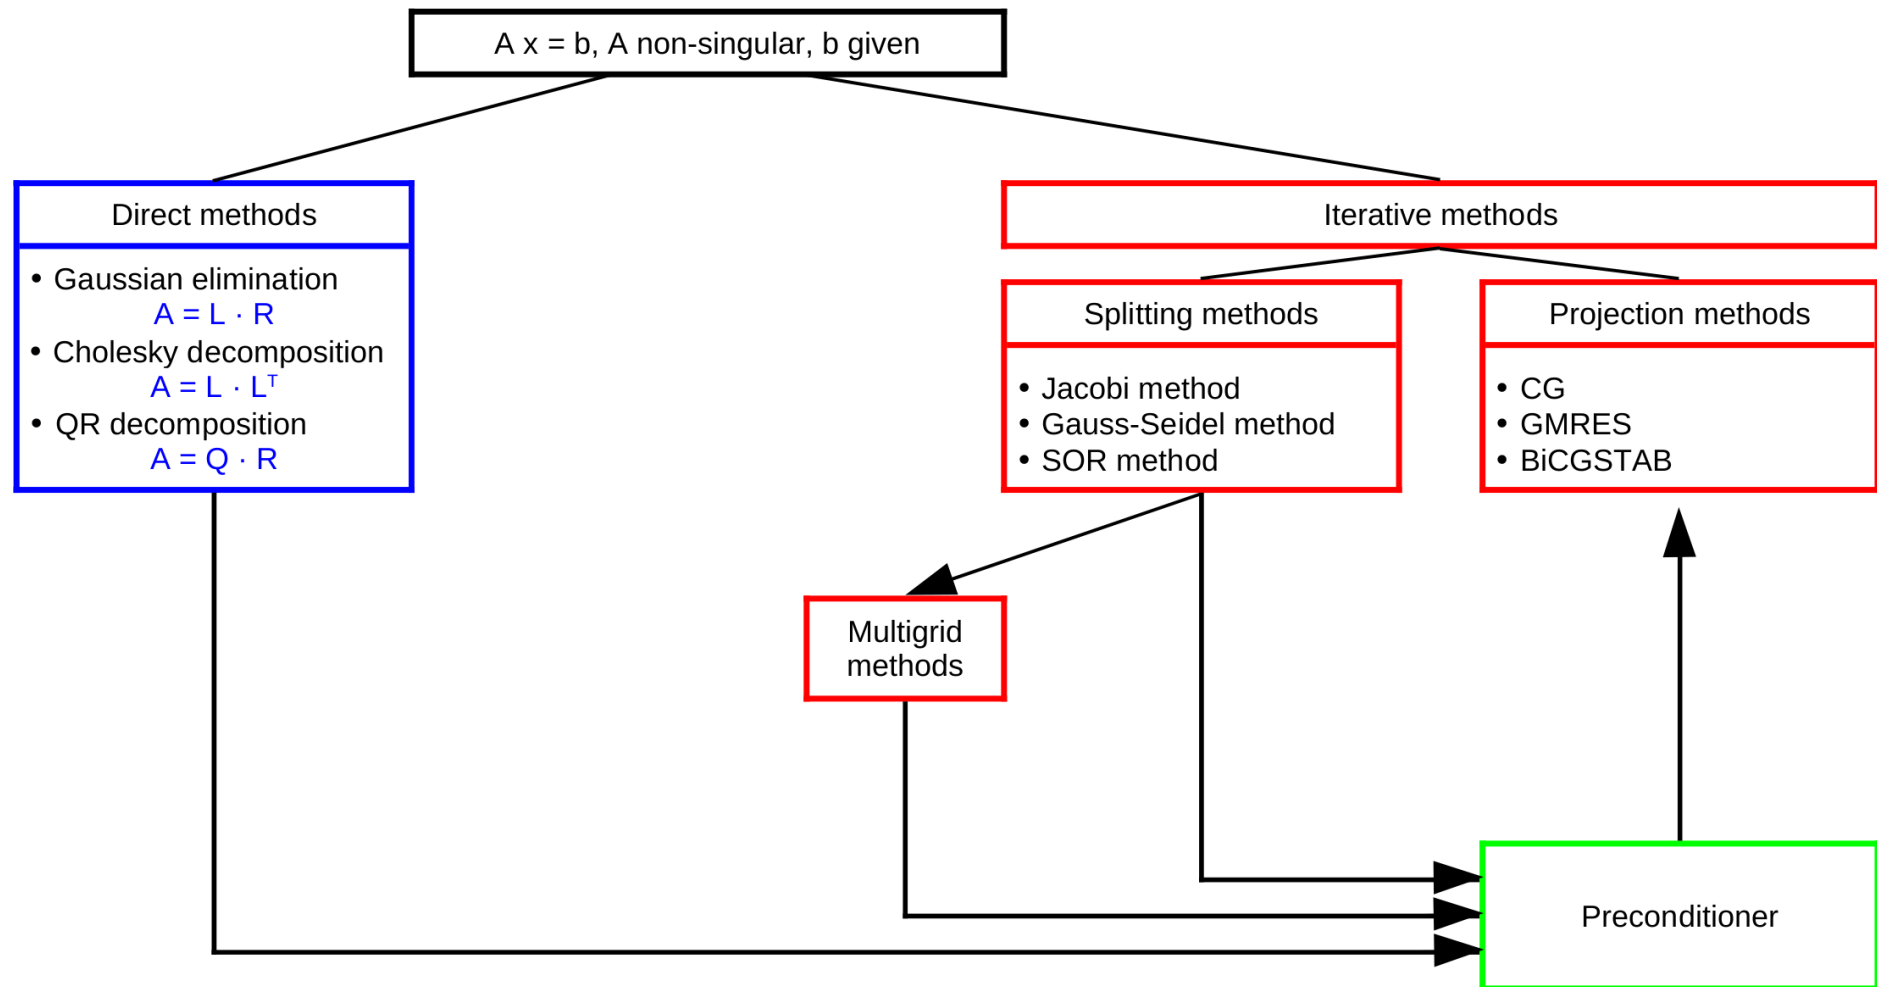 A x = b, A non-singular, b given
Direct methods
• Gaussian elimination
A = L · R
• Cholesky decomposition
A = L · Lᵀ
• QR decomposition
A = Q · R
Iterative methods
Splitting methods
• Jacobi method
• Gauss-Seidel method
• SOR method
Projection methods
• CG
• GMRES
• BiCGSTAB
Multigrid
methods
Preconditioner